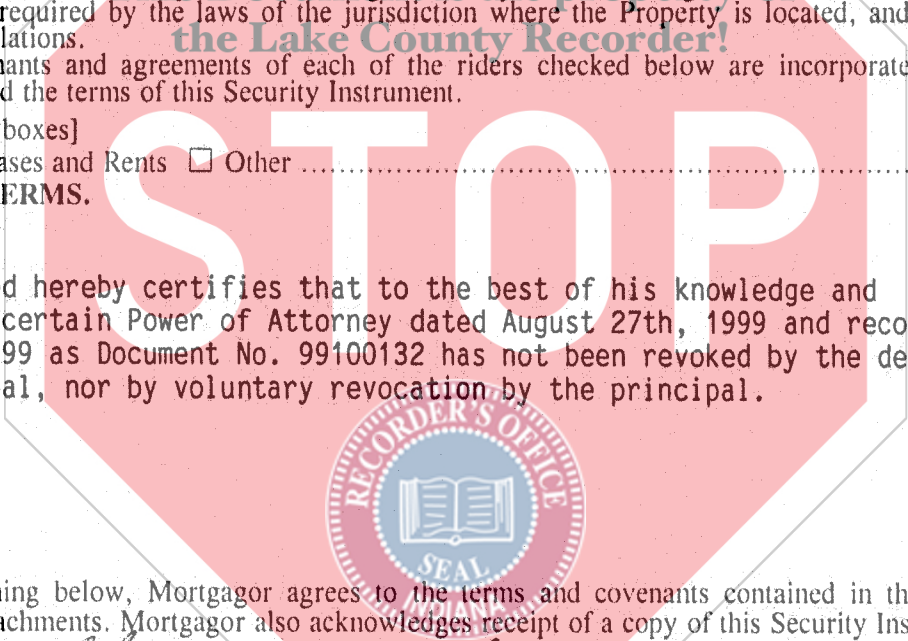 required by the laws of the jurisdiction where the Property is located, and
lations.
the Lake County Recorder!
nants and agreements of each of the riders checked below are incorporate
d the terms of this Security Instrument.
boxes]
ases and Rents ☐ Other ..........
ERMS.
STOP
d hereby certifies that to the best of his knowledge and
certain Power of Attorney dated August 27th, 1999 and reco
99 as Document No. 99100132 has not been revoked by the de
al, nor by voluntary revocation by the principal.
RECORDER'S OFFICE
SEAL
INDIANA
ning below, Mortgagor agrees to the terms and covenants contained in th
achments. Mortgagor also acknowledges receipt of a copy of this Security Ins